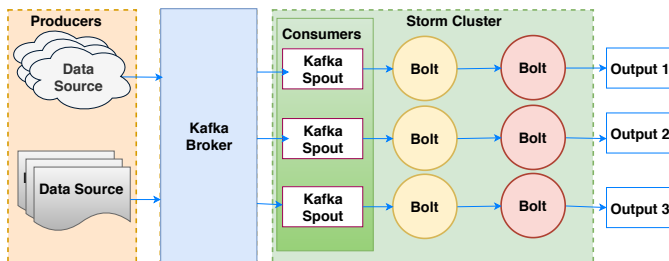 Producers
Data
Source
Data Source
Kafka
Broker
Storm Cluster
Consumers
Kafka
Spout
Bolt
Bolt
Output 1
Kafka
Spout
Bolt
Bolt
Output 2
Kafka
Spout
Bolt
Bolt
Output 3